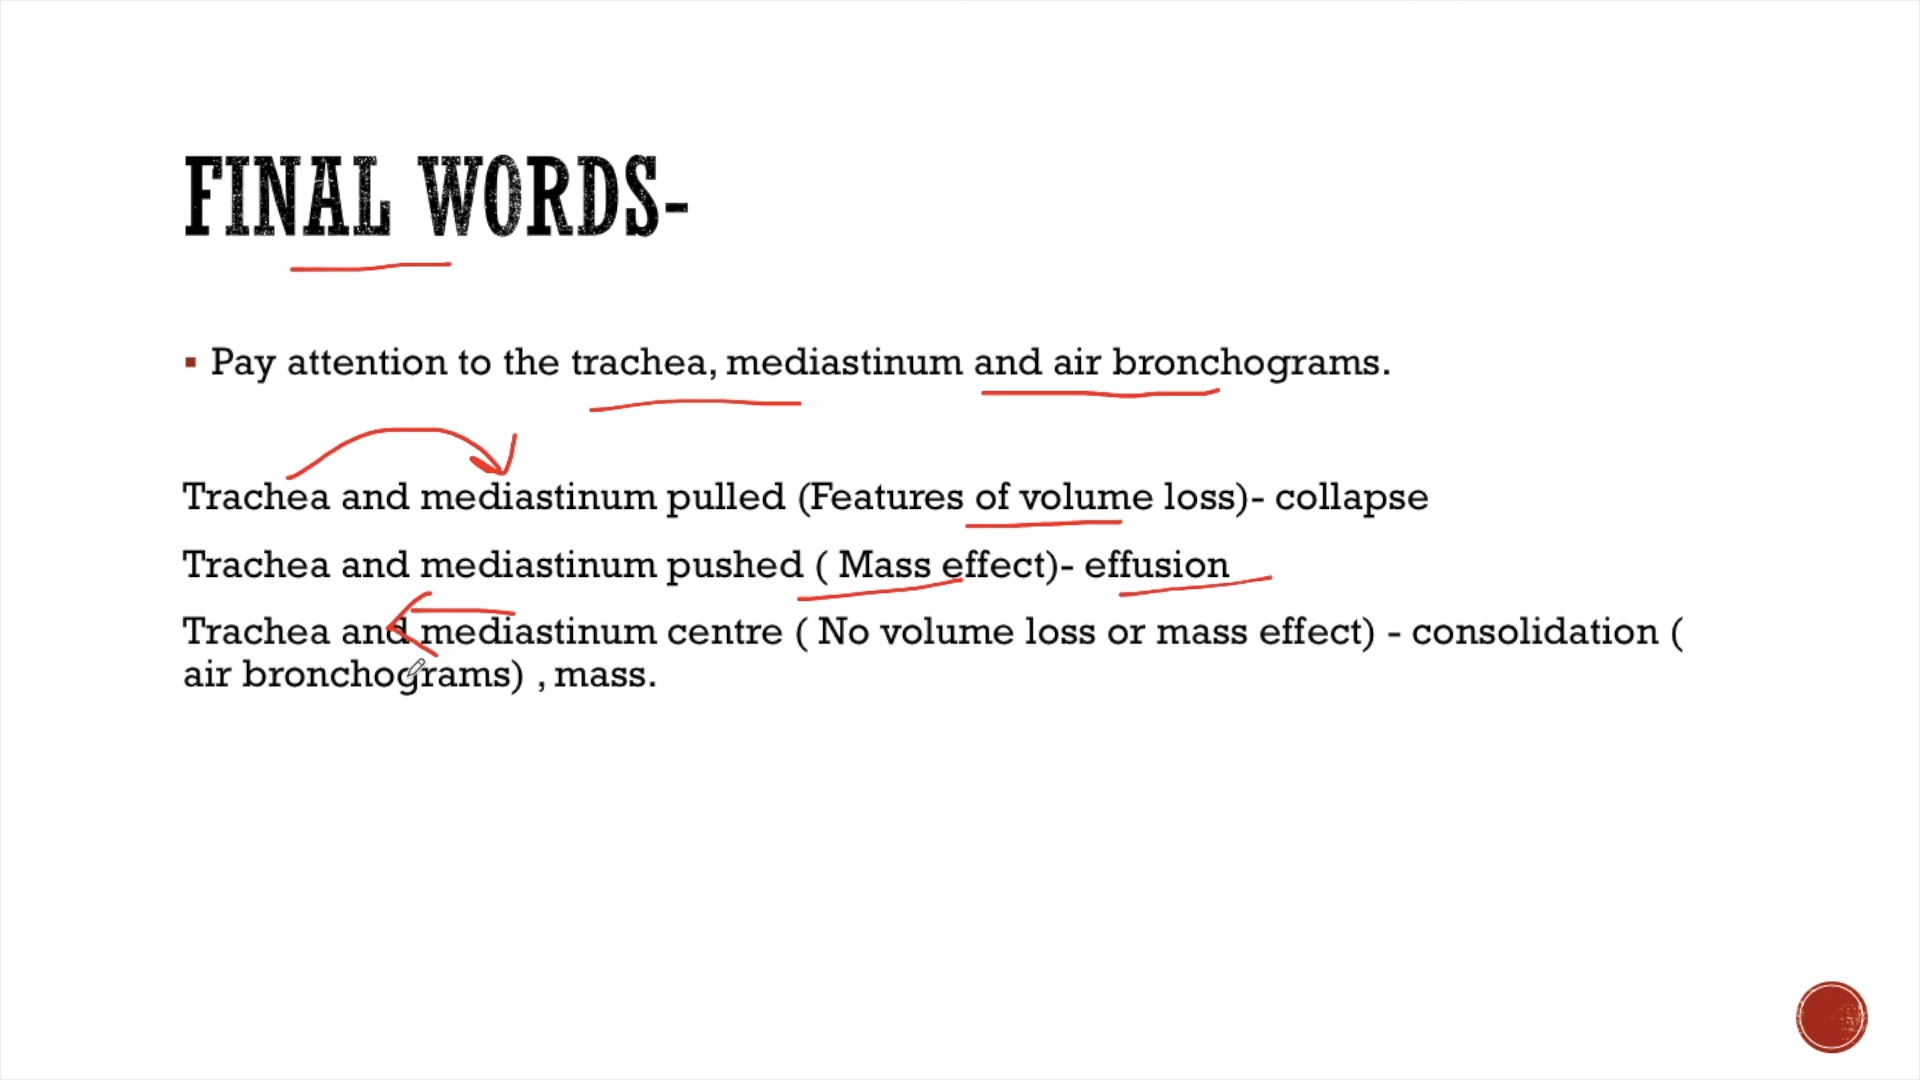 FINAL WORDS-
▪ Pay attention to the trachea, mediastinum and air bronchograms.
Trachea and mediastinum pulled (Features of volume loss)- collapse
Trachea and mediastinum pushed ( Mass effect)- effusion
Trachea and mediastinum centre ( No volume loss or mass effect) - consolidation (
air bronchograms) , mass.